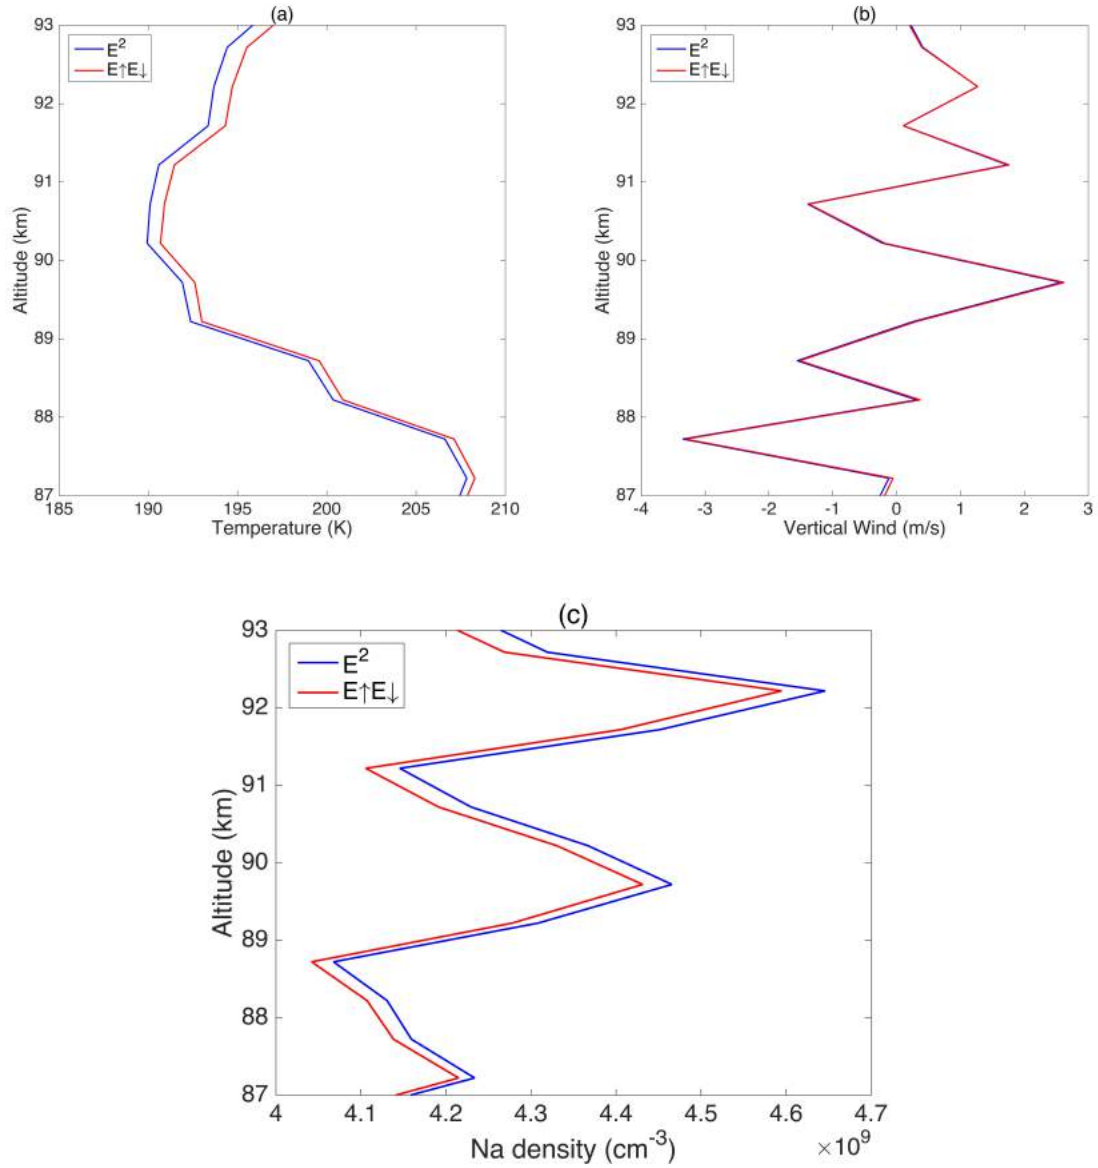 (a)
93
92
91
90
89
88
87
Altitude (km)
E²
E↑E↓
185 190 195 200 205 210
Temperature (K)
(b)
93
92
91
90
89
88
87
Altitude (km)
E²
E↑E↓
-4 -3 -2 -1 0 1 2 3
Vertical Wind (m/s)
(c)
93
92
91
90
89
88
87
Altitude (km)
E²
E↑E↓
4 4.1 4.2 4.3 4.4 4.5 4.6 4.7
Na density (cm⁻³) ×10⁹